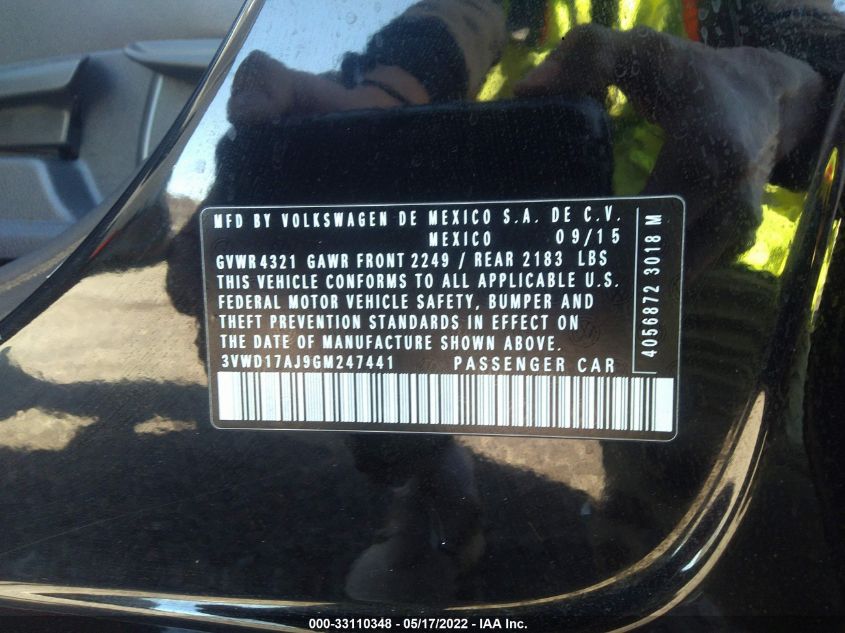 MFD BY VOLKSWAGEN DE MEXICO S.A. DE C.V.
MEXICO 09/15
GVWR 4321 GAWR FRONT 2249 / REAR 2183 LBS
THIS VEHICLE CONFORMS TO ALL APPLICABLE U.S.
FEDERAL MOTOR VEHICLE SAFETY, BUMPER AND
THEFT PREVENTION STANDARDS IN EFFECT ON
THE DATE OF MANUFACTURE SHOWN ABOVE.
3VWD17AJ9GM247441 PASSENGER CAR
4056872 3018 M
000-33110348 - 05/17/2022 - IAA Inc.